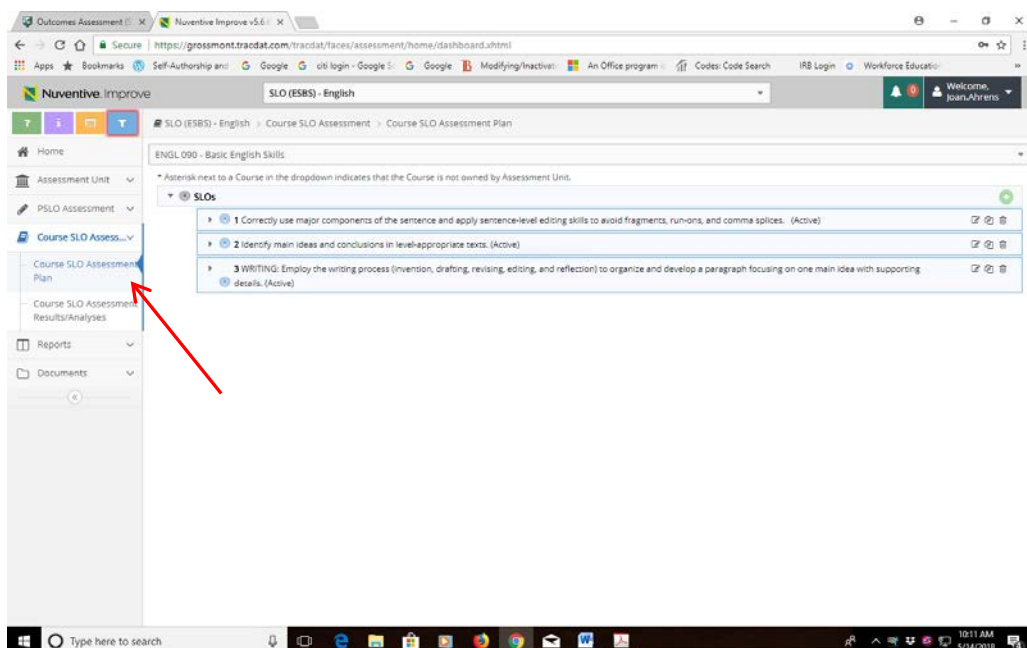 Outcomes Assessment (S
Nuventive Improve v5.6.
Secure | https://grossmont.tracdat.com/tracdat/faces/assessment/home/dashboard.xhtml
Apps Bookmarks Self-Authorship and Google citi login - Google S Google Modifying/Inactivati An Office program Codes: Code Search IRB Login Workforce Education
Nuventive. Improve
SLO (ESBS) - English
0
Welcome,
Joan.Ahrens
? i T
SLO (ESBS) - English > Course SLO Assessment > Course SLO Assessment Plan
Home
ENGL 090 - Basic English Skills
* Asterisk next to a Course in the dropdown indicates that the Course is not owned by Assessment Unit.
Assessment Unit
SLOs
PSLO Assessment
1 Correctly use major components of the sentence and apply sentence-level editing skills to avoid fragments, run-ons, and comma splices. (Active)
Course SLO Assess...
2 Identify main ideas and conclusions in level-appropriate texts. (Active)
Course SLO Assessment
Plan
3 WRITING: Employ the writing process (invention, drafting, revising, editing, and reflection) to organize and develop a paragraph focusing on one main idea with supporting
details. (Active)
Course SLO Assessment
Results/Analyses
Reports
Documents
Type here to search
10:11 AM
5/14/2018